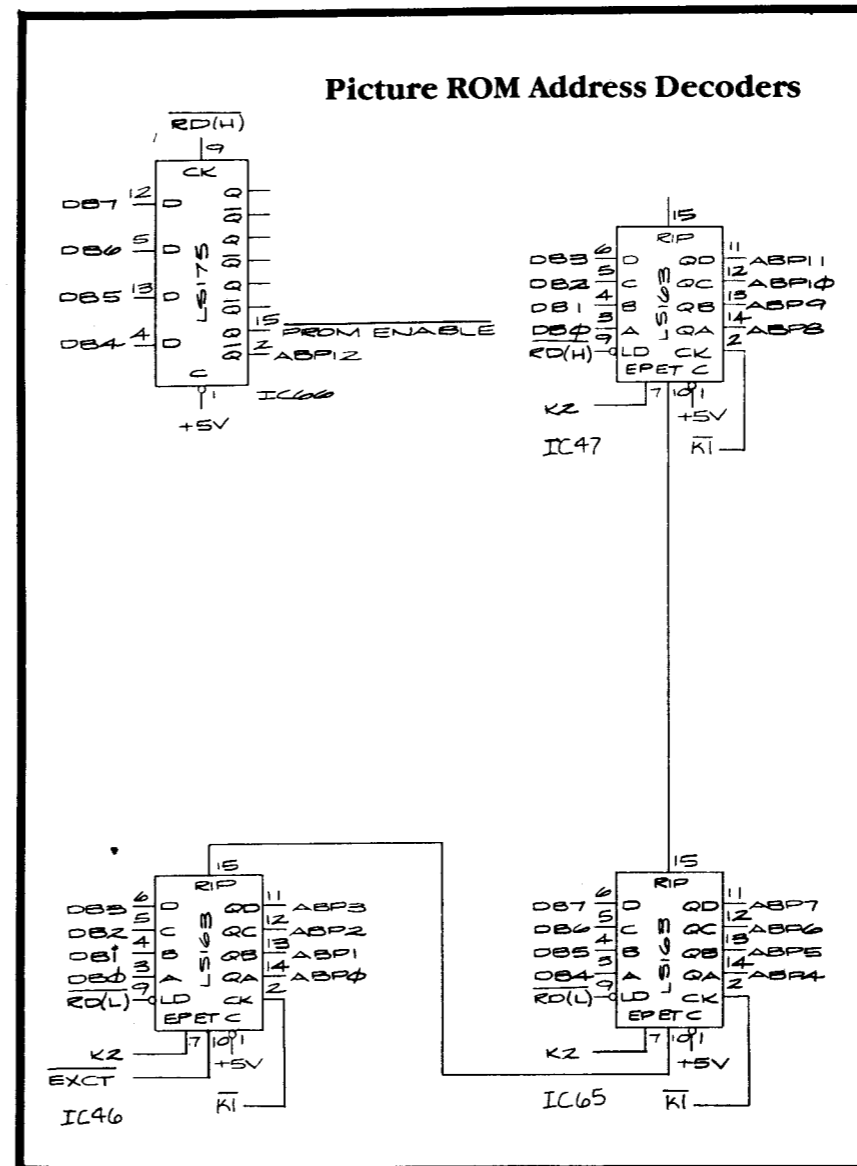 Picture ROM Address Decoders
RD(H)
9
CK
DB7 12 D Q
Q
DB6 5 D Q
Q
LS175
DB5 13 D Q
Q
DB4 4 D Q 15 PROM ENABLE
Q 2 ABP12
C
1
+5V
IC66
15
RIP
DB3 6 D QD 11 ABP11
DB2 5 C QC 12 ABP10
DB1 4 B QB 13 ABP9
DB0 3 A QA 14 ABP8
RD(H) 9 LD CK 2
LS163
EP ET C
7 10 1
K2 +5V
IC47 K1
15
RIP
DB3 6 D QD 11 ABP3
DB2 5 C QC 12 ABP2
DB1 4 B QB 13 ABP1
DB0 3 A QA 14 ABP0
RD(L) 9 LD CK 2
LS163
EP ET C
7 10 1
K2 +5V
EXCT
IC46 K1
15
RIP
DB7 6 D QD 11 ABP7
DB6 5 C QC 12 ABP6
DB5 4 B QB 13 ABP5
DB4 3 A QA 14 ABP4
RD(L) 9 LD CK 2
LS163
EP ET C
7 10 1
K2 +5V
IC65 K1